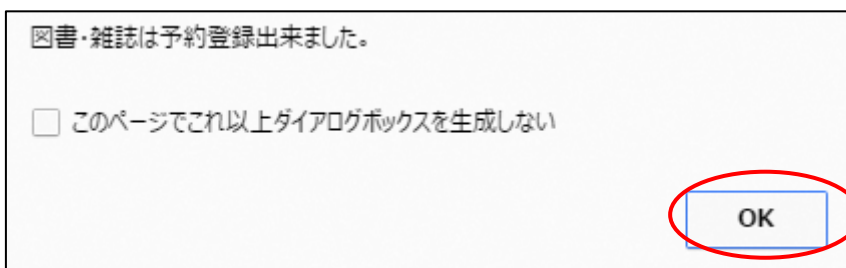 図書・雑誌は予約登録出来ました。
このページでこれ以上ダイアログボックスを生成しない
OK